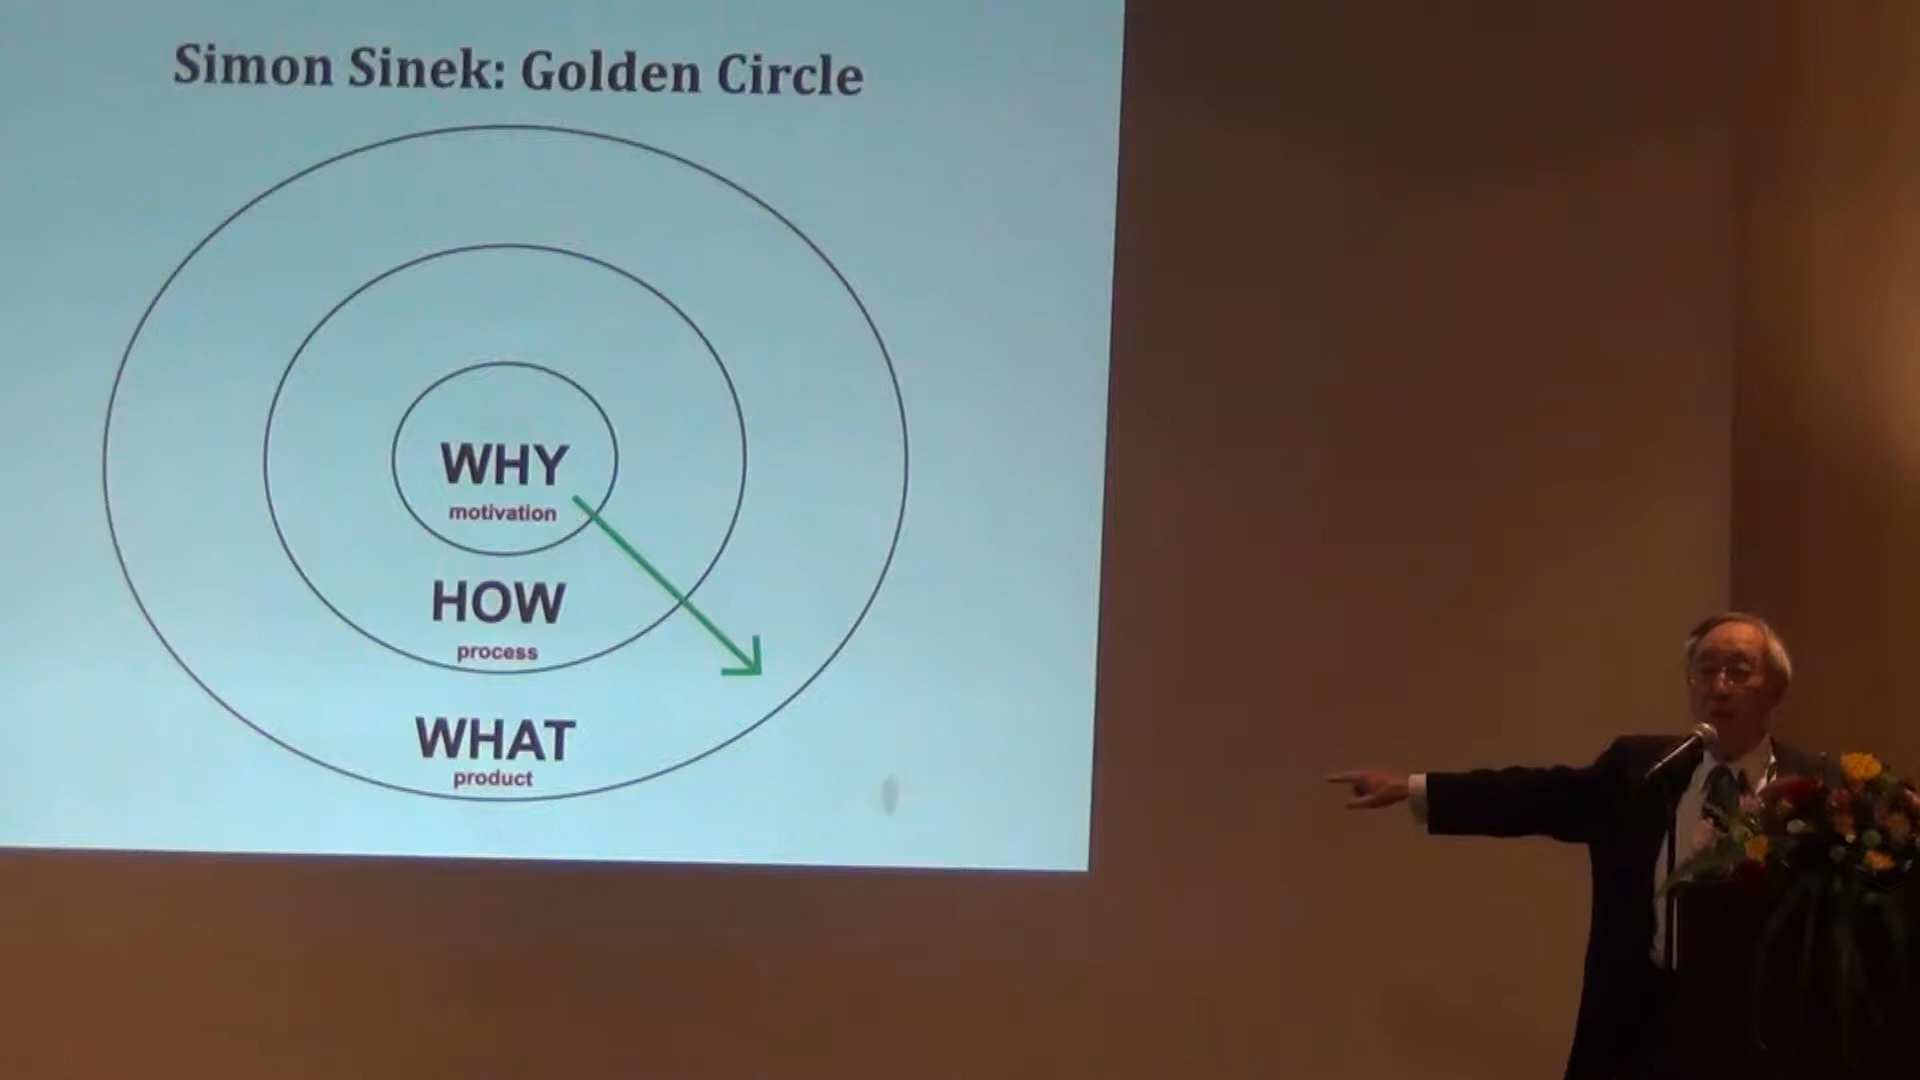 Simon Sinek: Golden Circle
WHY
motivation
HOW
process
WHAT
product